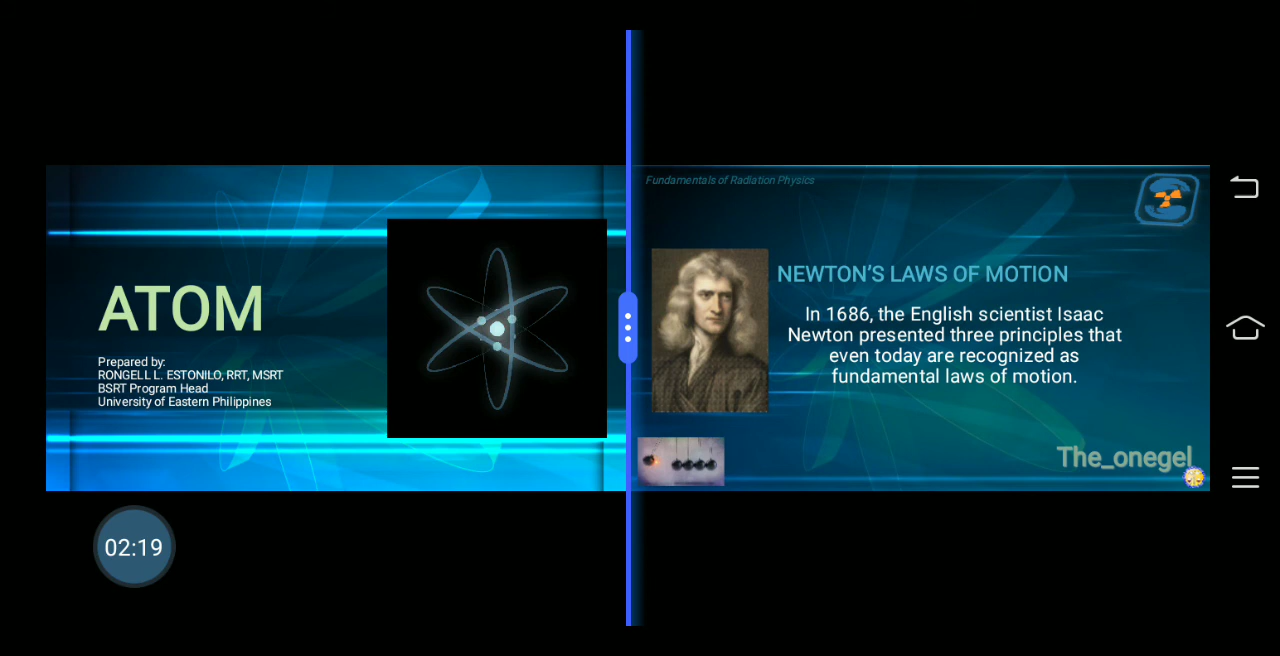 ATOM
Prepared by:
RONGELL L. ESTONILO, RRT, MSRT
BSRT Program Head
University of Eastern Philippines
02:19
Fundamentals of Radiation Physics
NEWTON’S LAWS OF MOTION
In 1686, the English scientist Isaac
Newton presented three principles that
even today are recognized as
fundamental laws of motion.
The_onegel